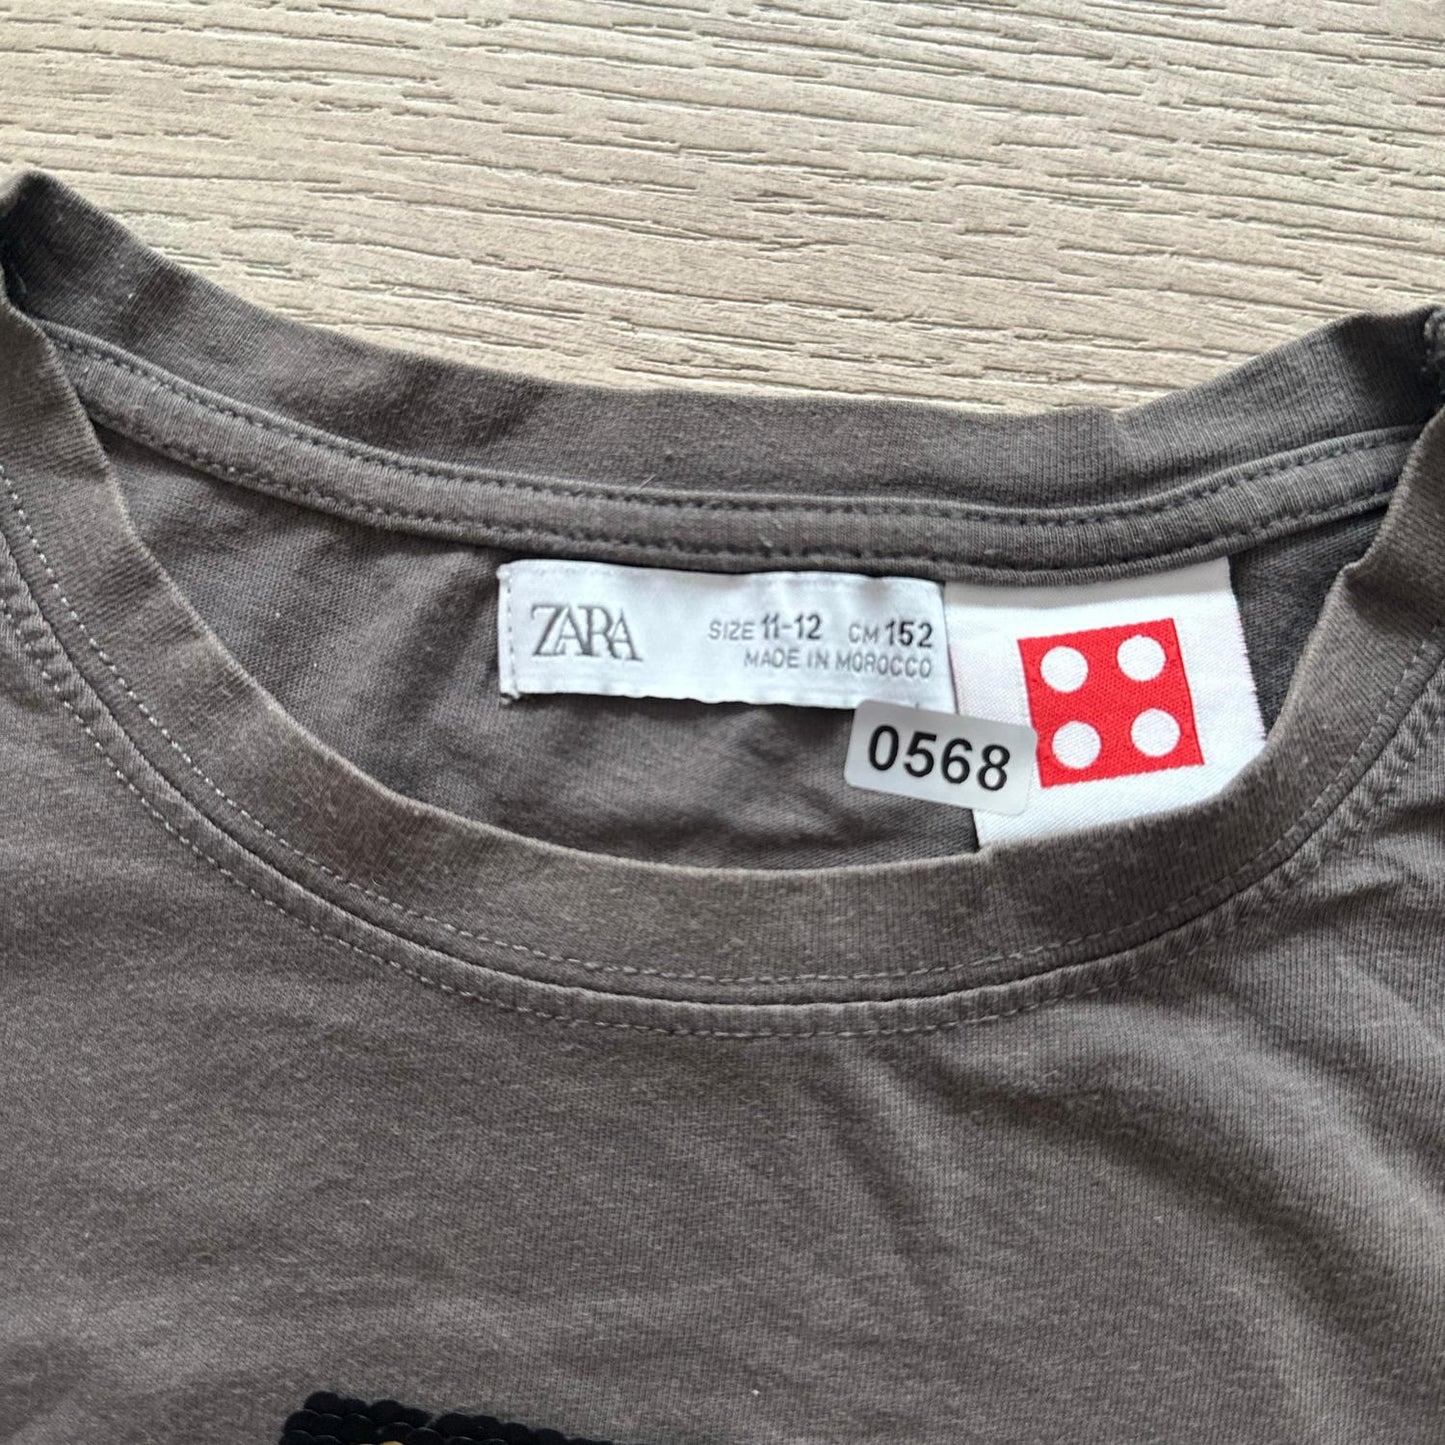 ZARA SIZE 11-12 CM 152
MADE IN MOROCCO
0568